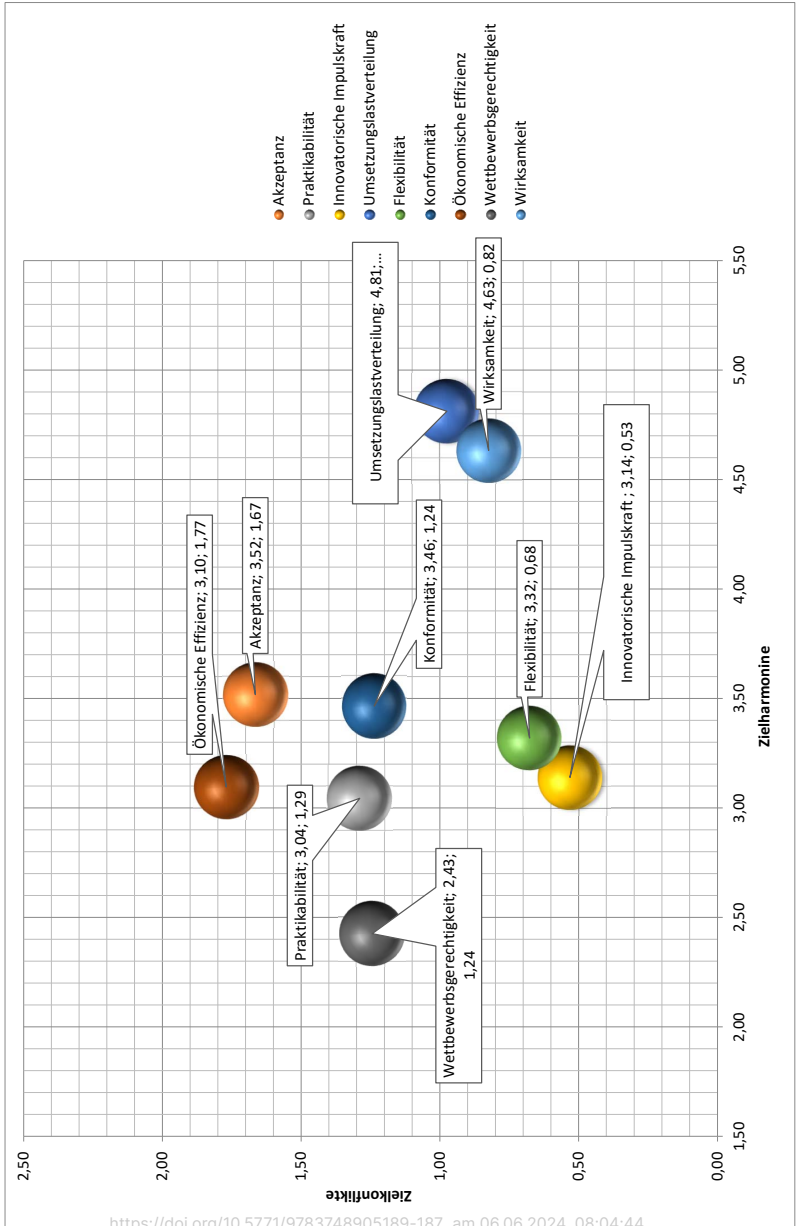 Akzeptanz
Praktikabilität
Innovatorische Impulskraft
Umsetzungslastverteilung
Flexibilität
Konformität
Ökonomische Effizienz
Wettbewerbsgerechtigkeit
Wirksamkeit
Ökonomische Effizienz; 3,10; 1,77
Akzeptanz; 3,52; 1,67
Praktikabilität; 3,04; 1,29
Konformität; 3,46; 1,24
Wettbewerbsgerechtigkeit; 2,43;
1,24
Umsetzungslastverteilung; 4,81;...
Wirksamkeit; 4,63; 0,82
Flexibilität; 3,32; 0,68
Innovatorische Impulskraft ; 3,14; 0,53
2,50
2,00
1,50
1,00
0,50
0,00
Zielkonflikte
1,50
2,00
2,50
3,00
3,50
4,00
4,50
5,00
5,50
Zielharmonine
https://doi.org/10.5771/9783748905189-187, am 06.06.2024, 08:04:44